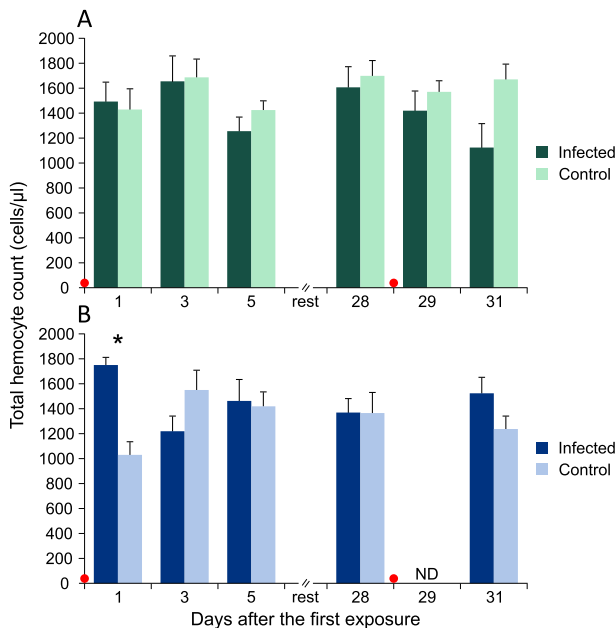 A
2000
1800
1600
1400
1200
1000
800
600
400
200
0
1 3 5 rest 28 29 31
Infected
Control
Total hemocyte count (cells/µl)
B
2000
1800
1600
1400
1200
1000
800
600
400
200
0
*
ND
1 3 5 rest 28 29 31
Infected
Control
Days after the first exposure